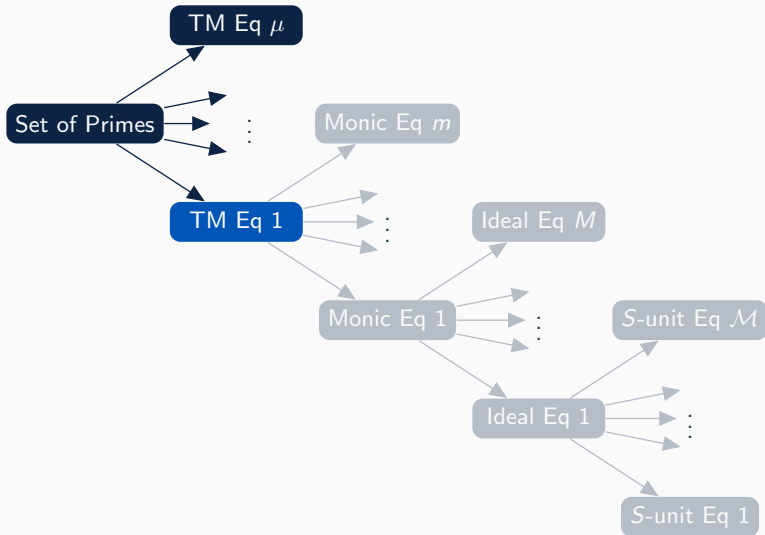 TM Eq μ
Set of Primes
⋮
Monic Eq m
TM Eq 1
⋮
Ideal Eq M
Monic Eq 1
⋮
S-unit Eq ℳ
Ideal Eq 1
⋮
S-unit Eq 1